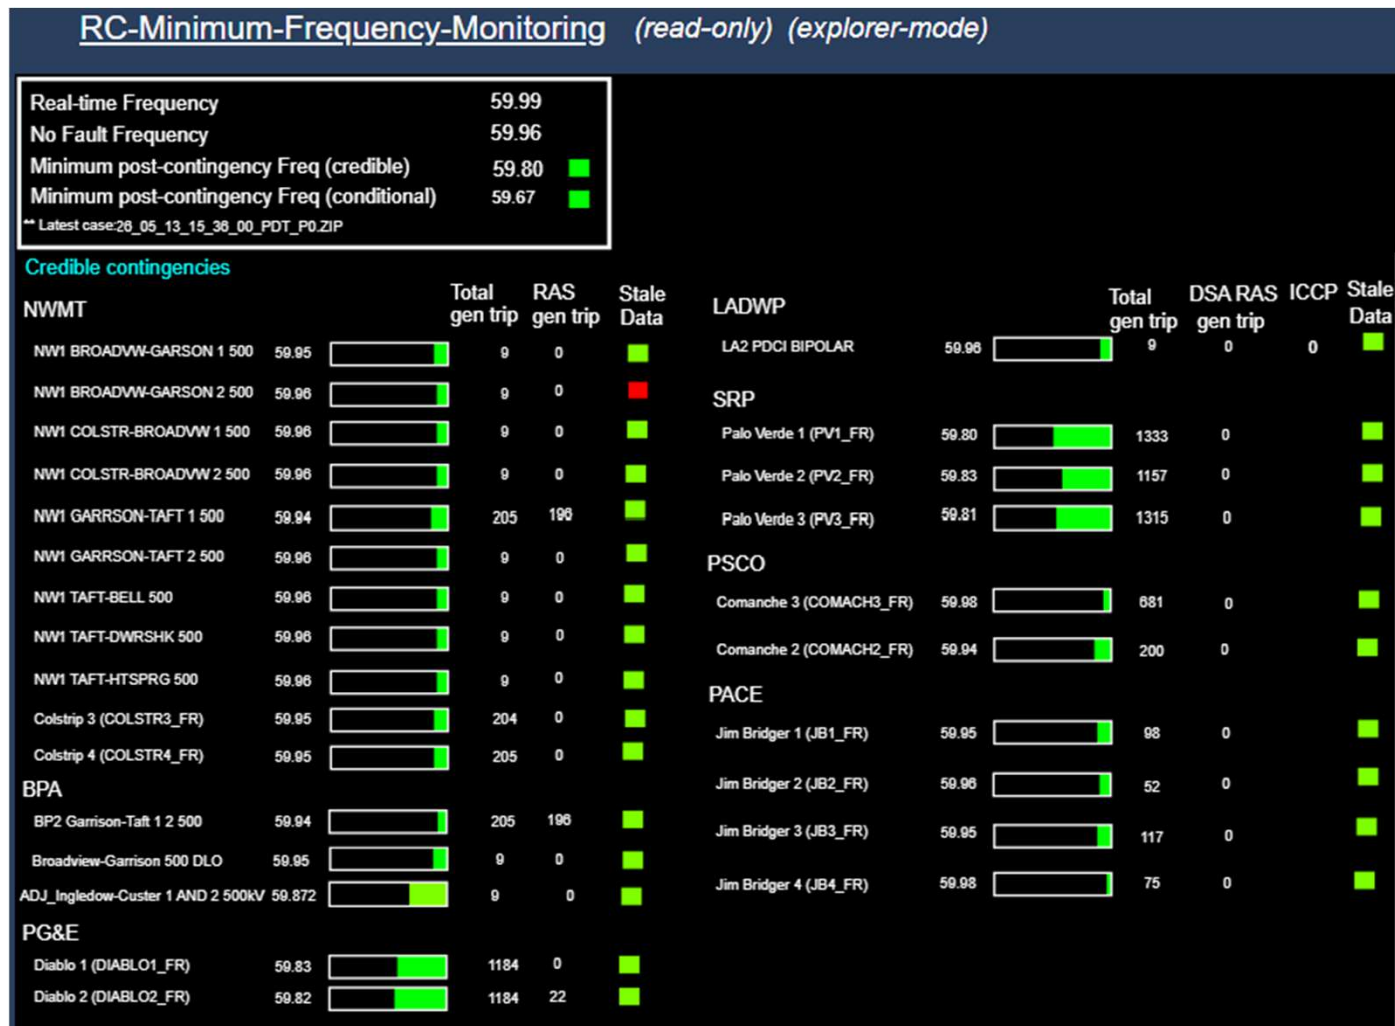 RC-Minimum-Frequency-Monitoring (read-only) (explorer-mode)
Real-time Frequency 59.99
No Fault Frequency 59.96
Minimum post-contingency Freq (credible) 59.80
Minimum post-contingency Freq (conditional) 59.67
** Latest case:26_05_13_15_36_00_PDT_P0.ZIP
Credible contingencies
NWMT Total gen trip RAS gen trip Stale Data
NW1 BROADVW-GARSON 1 500 59.95 9 0
NW1 BROADVW-GARSON 2 500 59.96 9 0
NW1 COLSTR-BROADVW 1 500 59.96 9 0
NW1 COLSTR-BROADVW 2 500 59.96 9 0
NW1 GARRSON-TAFT 1 500 59.94 205 196
NW1 GARRSON-TAFT 2 500 59.96 9 0
NW1 TAFT-BELL 500 59.96 9 0
NW1 TAFT-DWRSHK 500 59.96 9 0
NW1 TAFT-HTSPRG 500 59.96 9 0
Colstrip 3 (COLSTR3_FR) 59.95 204 0
Colstrip 4 (COLSTR4_FR) 59.95 205 0
BPA
BP2 Garrison-Taft 1 2 500 59.94 205 196
Broadview-Garrison 500 DLO 59.95 9 0
ADJ_Ingledow-Custer 1 AND 2 500kV 59.872 9 0
PG&E
Diablo 1 (DIABLO1_FR) 59.83 1184 0
Diablo 2 (DIABLO2_FR) 59.82 1184 22
LADWP Total gen trip DSA RAS gen trip ICCP Stale Data
LA2 PDCI BIPOLAR 59.96 9 0 0
SRP
Palo Verde 1 (PV1_FR) 59.80 1333 0
Palo Verde 2 (PV2_FR) 59.83 1157 0
Palo Verde 3 (PV3_FR) 59.81 1315 0
PSCO
Comanche 3 (COMACH3_FR) 59.98 681 0
Comanche 2 (COMACH2_FR) 59.94 200 0
PACE
Jim Bridger 1 (JB1_FR) 59.95 98 0
Jim Bridger 2 (JB2_FR) 59.96 52 0
Jim Bridger 3 (JB3_FR) 59.95 117 0
Jim Bridger 4 (JB4_FR) 59.98 75 0